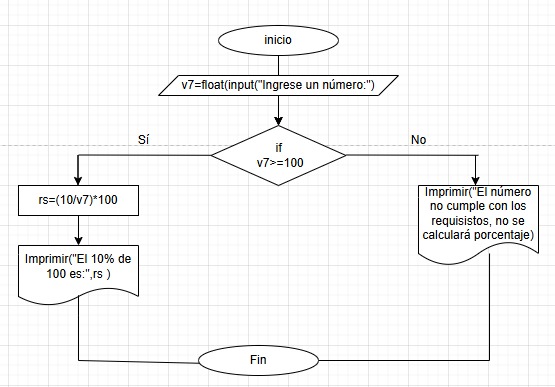 inicio
v7=float(input("Ingrese un número:")
Sí
if
v7>=100
No
rs=(10/v7)*100
Imprimir("El número
no cumple con los
requisistos, no se
calculará porcentaje)
Imprimir("El 10% de
100 es:",rs )
Fin